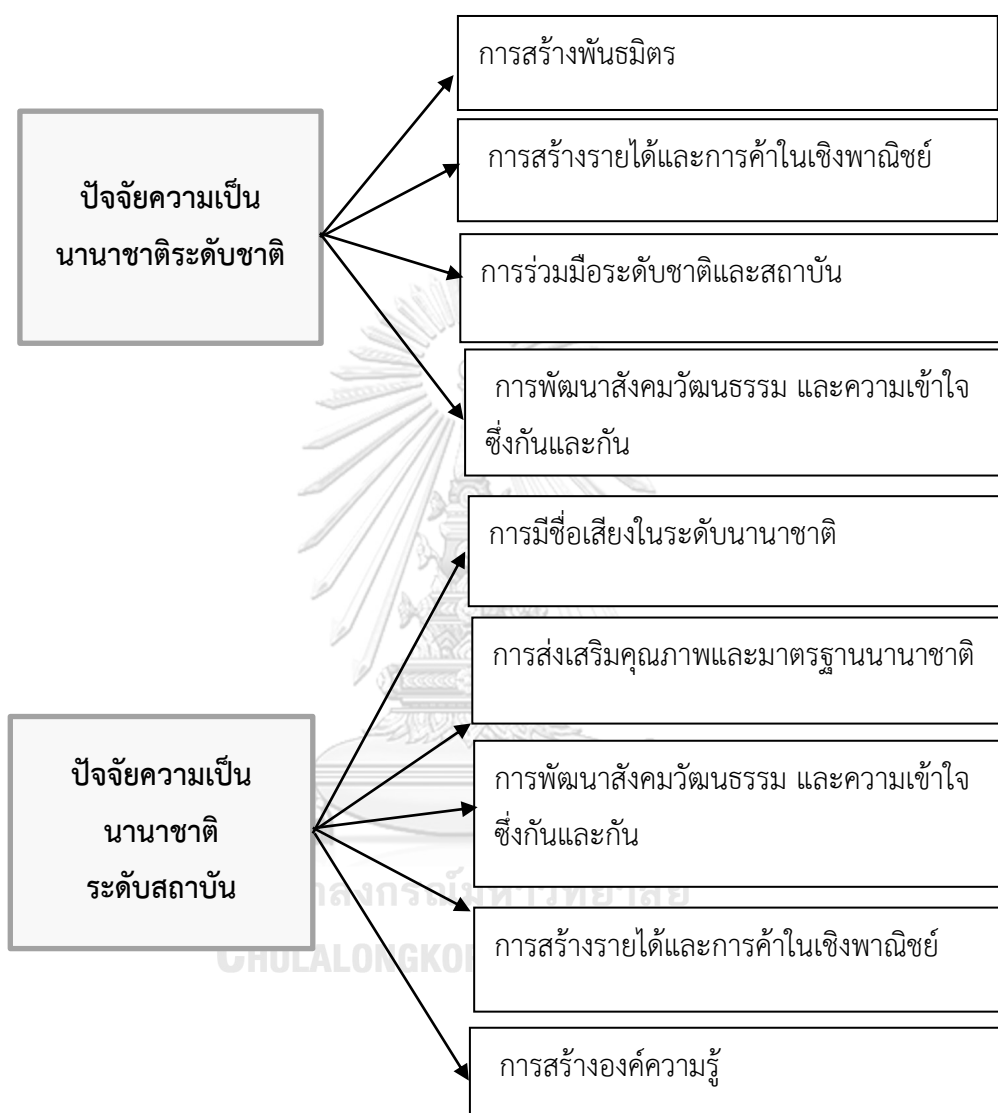 การสร้างพันธมิตร
การสร้างรายได้และการค้าในเชิงพาณิชย์
ปัจจัยความเป็น
นานาชาติระดับชาติ
การร่วมมือระดับชาติและสถาบัน
การพัฒนาสังคมวัฒนธรรม และความเข้าใจ
ซึ่งกันและกัน
การมีชื่อเสียงในระดับนานาชาติ
การส่งเสริมคุณภาพและมาตรฐานนานาชาติ
ปัจจัยความเป็น
นานาชาติ
ระดับสถาบัน
การพัฒนาสังคมวัฒนธรรม และความเข้าใจ
ซึ่งกันและกัน
การสร้างรายได้และการค้าในเชิงพาณิชย์
การสร้างองค์ความรู้